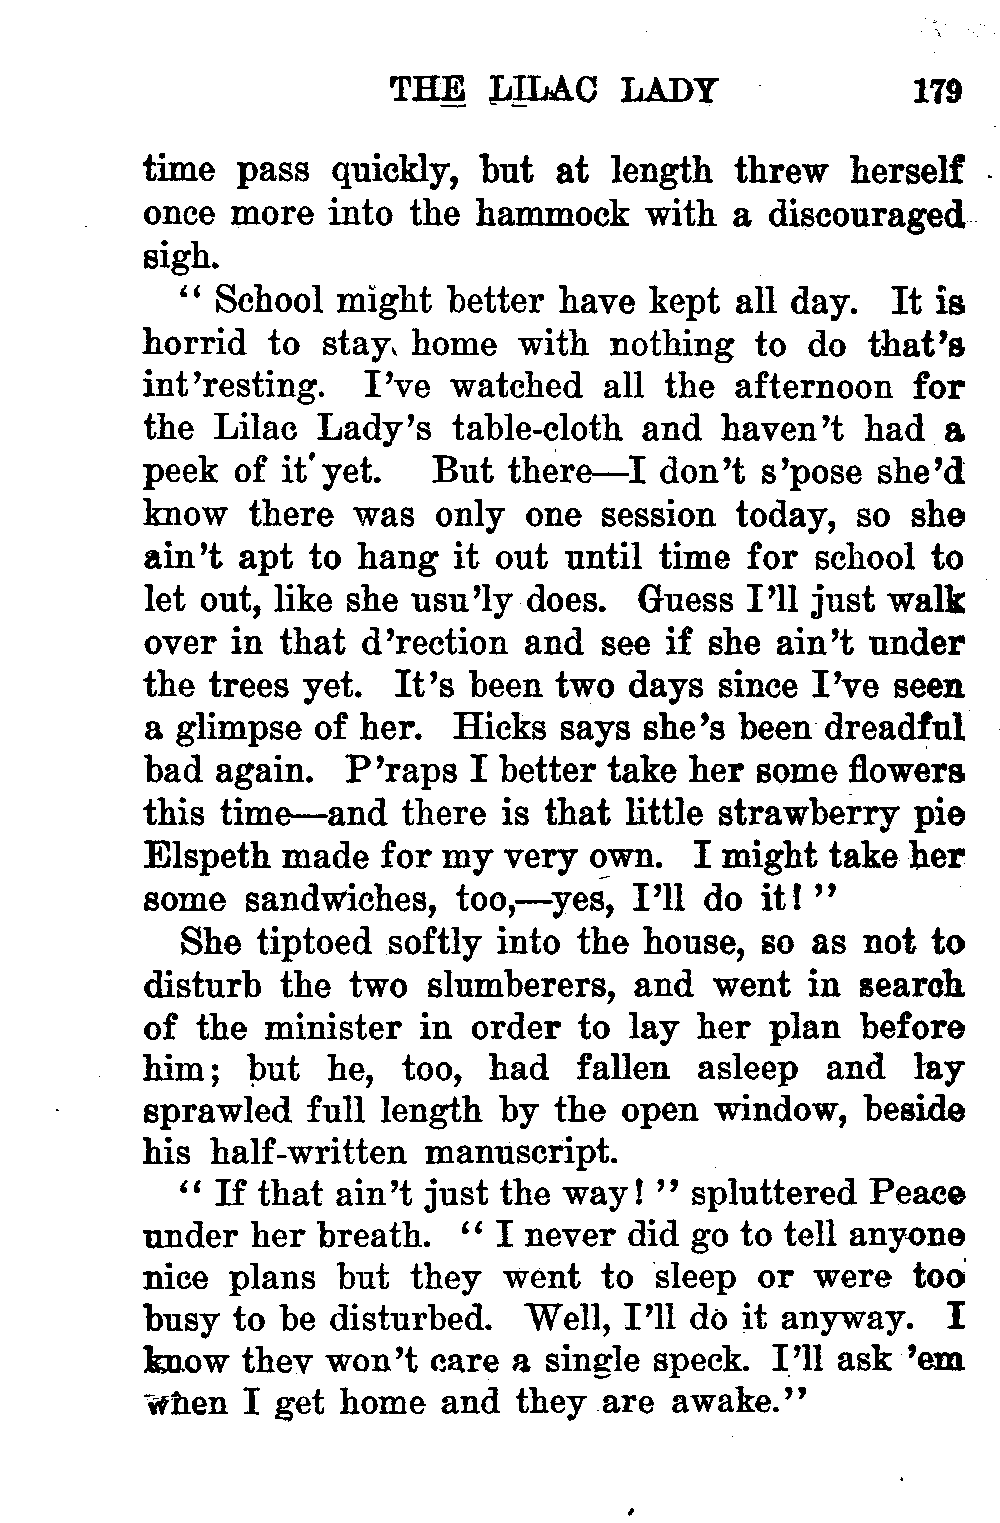 THE LILAC LADY 179
time pass quickly, but at length threw herself
once more into the hammock with a discouraged
sigh.
“ School might better have kept all day. It is
horrid to stay home with nothing to do that’s
int’resting. I’ve watched all the afternoon for
the Lilac Lady’s table-cloth and haven’t had a
peek of it yet. But there—I don’t s’pose she’d
know there was only one session today, so she
ain’t apt to hang it out until time for school to
let out, like she usu’ly does. Guess I’ll just walk
over in that d’rection and see if she ain’t under
the trees yet. It’s been two days since I’ve seen
a glimpse of her. Hicks says she’s been dreadful
bad again. P’raps I better take her some flowers
this time—and there is that little strawberry pie
Elspeth made for my very own. I might take her
some sandwiches, too,—yes, I’ll do it! ”
She tiptoed softly into the house, so as not to
disturb the two slumberers, and went in search
of the minister in order to lay her plan before
him; but he, too, had fallen asleep and lay
sprawled full length by the open window, beside
his half-written manuscript.
“ If that ain’t just the way! ” spluttered Peace
under her breath. “ I never did go to tell anyone
nice plans but they went to sleep or were too
busy to be disturbed. Well, I’ll do it anyway. I
know they won’t care a single speck. I’ll ask ’em
when I get home and they are awake.”